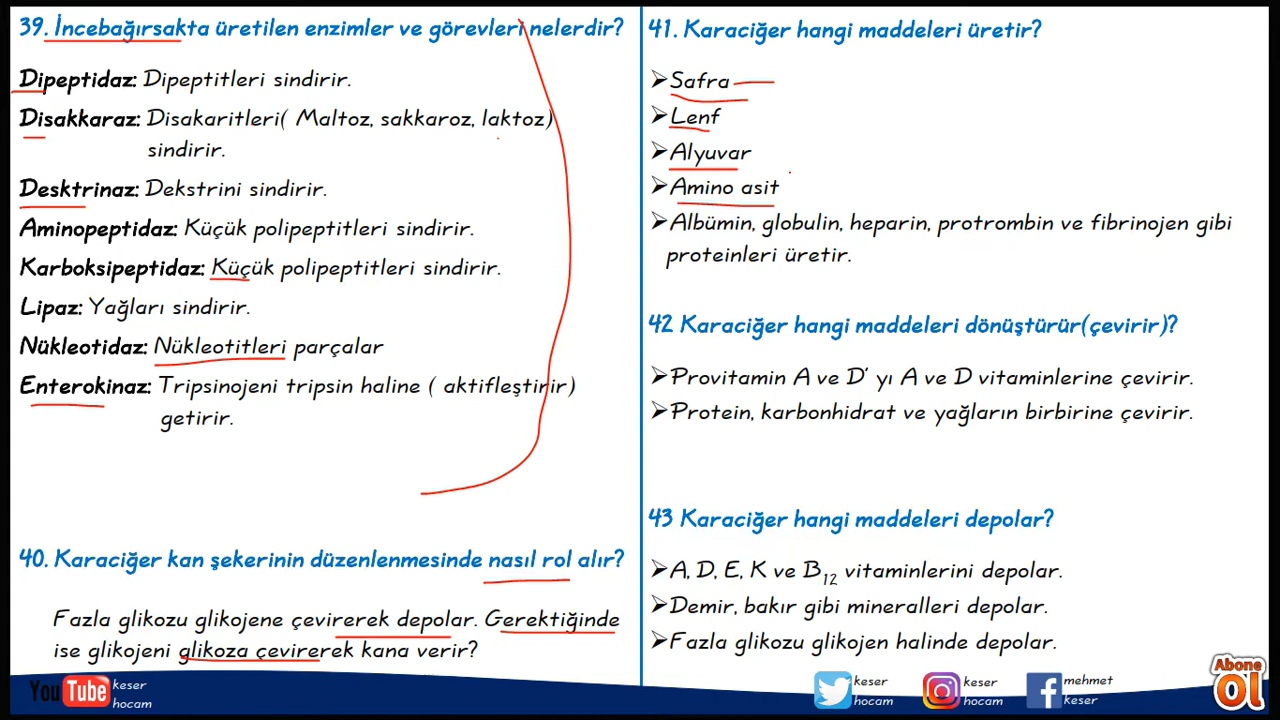 39. İncebağırsakta üretilen enzimler ve görevleri nelerdir?
Dipeptidaz: Dipeptitleri sindirir.
Disakkaraz: Disakaritleri( Maltoz, sakkaroz, laktoz)
sindirir.
Desktrinaz: Dekstrini sindirir.
Aminopeptidaz: Küçük polipeptitleri sindirir.
Karboksipeptidaz: Küçük polipeptitleri sindirir.
Lipaz: Yağları sindirir.
Nükleotidaz: Nükleotitleri parçalar
Enterokinaz: Tripsinojeni tripsin haline ( aktifleştirir)
getirir.
40. Karaciğer kan şekerinin düzenlenmesinde nasıl rol alır?
Fazla glikozu glikojene çevirerek depolar. Gerektiğinde
ise glikojeni glikoza çevirerek kana verir?
41. Karaciğer hangi maddeleri üretir?
➢Safra
➢Lenf
➢Alyuvar
➢Amino asit
➢Albümin, globulin, heparin, protrombin ve fibrinojen gibi
proteinleri üretir.
42 Karaciğer hangi maddeleri dönüştürür(çevirir)?
➢Provitamin A ve D' yı A ve D vitaminlerine çevirir.
➢Protein, karbonhidrat ve yağların birbirine çevirir.
43 Karaciğer hangi maddeleri depolar?
➢A, D, E, K ve B12 vitaminlerini depolar.
➢Demir, bakır gibi mineralleri depolar.
➢Fazla glikozu glikojen halinde depolar.
YouTube keser
hocam
keser
hocam
keser
hocam
mehmet
keser
Abone
OL